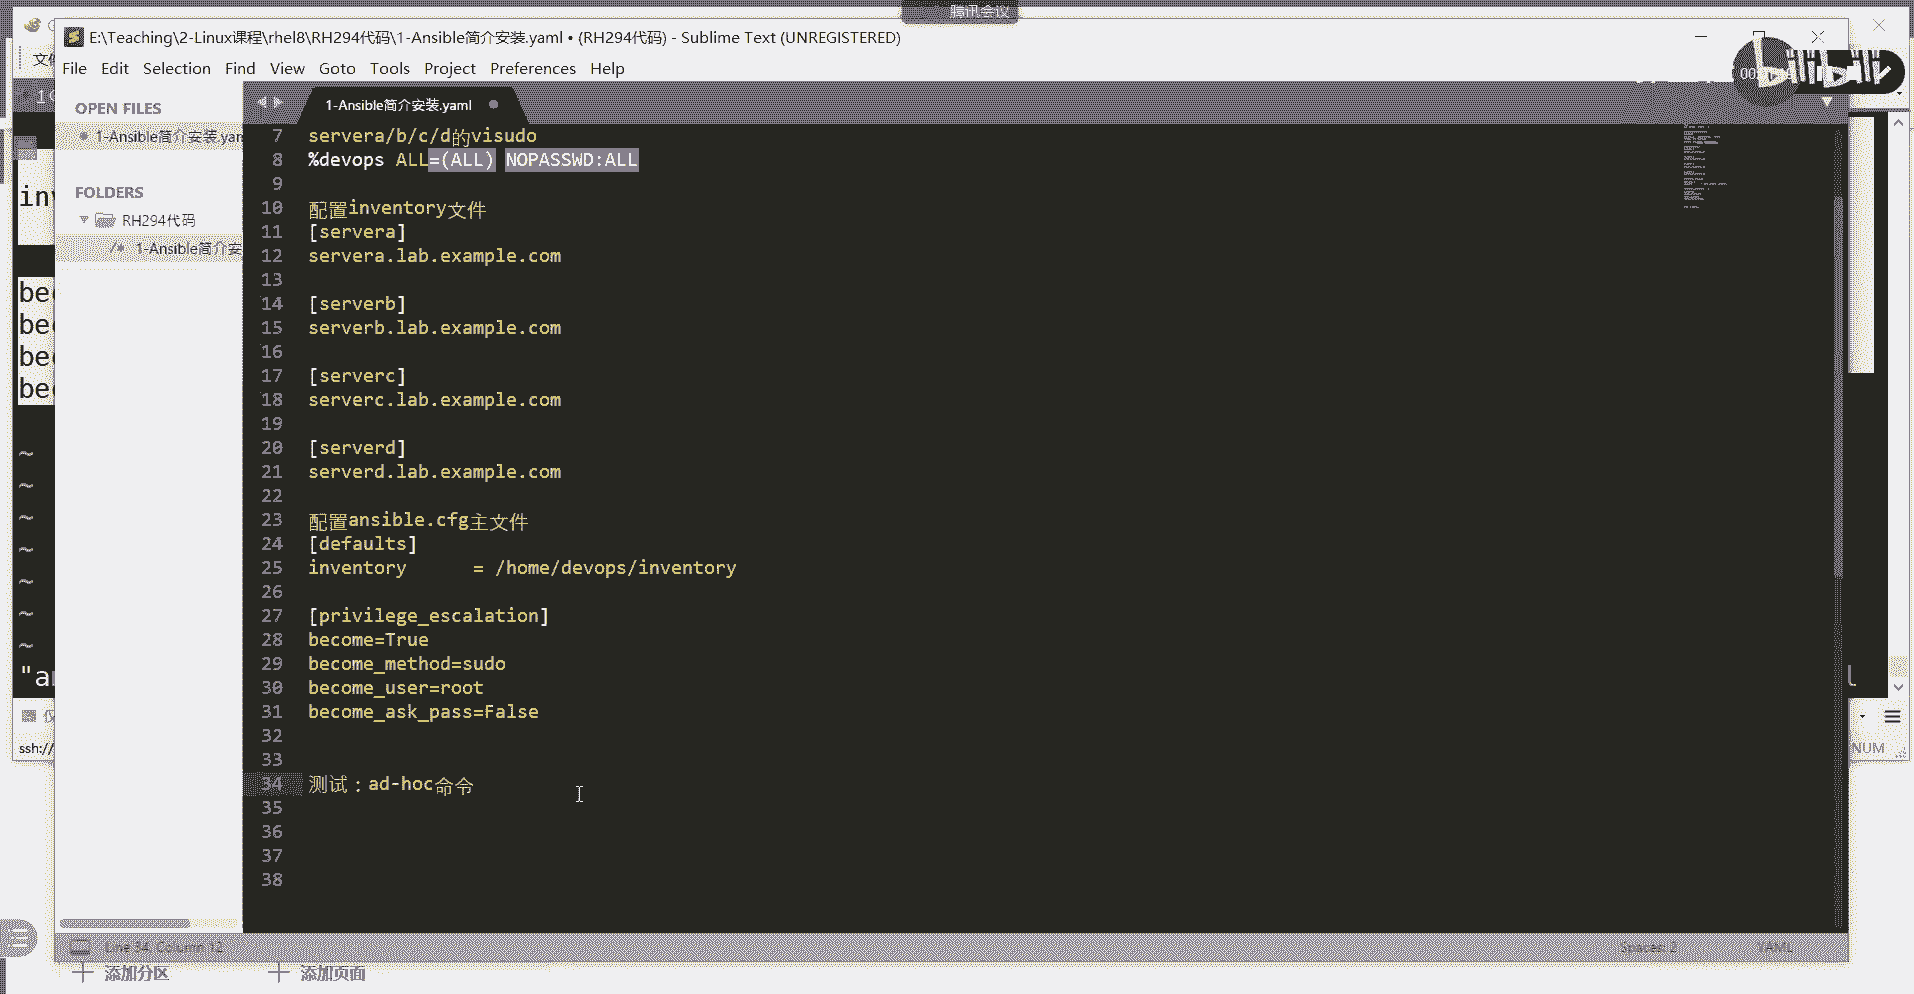 腾讯会议
E:\Teaching\2-Linux课程\rhel8\RH294代码\1-Ansible简介安装.yaml • (RH294代码) - Sublime Text (UNREGISTERED)
File Edit Selection Find View Goto Tools Project Preferences Help
bilibili
OPEN FILES
1-Ansible简介安装.yam
FOLDERS
RH294代码
1-Ansible简介安
1-Ansible简介安装.yaml
7 servera/b/c/d的visudo
8 %devops ALL=(ALL) NOPASSWD:ALL
9
10 配置inventory文件
11 [servera]
12 servera.lab.example.com
13
14 [serverb]
15 serverb.lab.example.com
16
17 [serverc]
18 serverc.lab.example.com
19
20 [serverd]
21 serverd.lab.example.com
22
23 配置ansible.cfg主文件
24 [defaults]
25 inventory      = /home/devops/inventory
26
27 [privilege_escalation]
28 become=True
29 become_method=sudo
30 become_user=root
31 become_ask_pass=False
32
33
34 测试：ad-hoc命令
35
36
37
38
inv
bec
bec
bec
bec
~
~
~
~
~
~
~
"an
ssh://
NUM
Line 34, Column 12
Spaces: 2
YAML
添加分区
添加页面